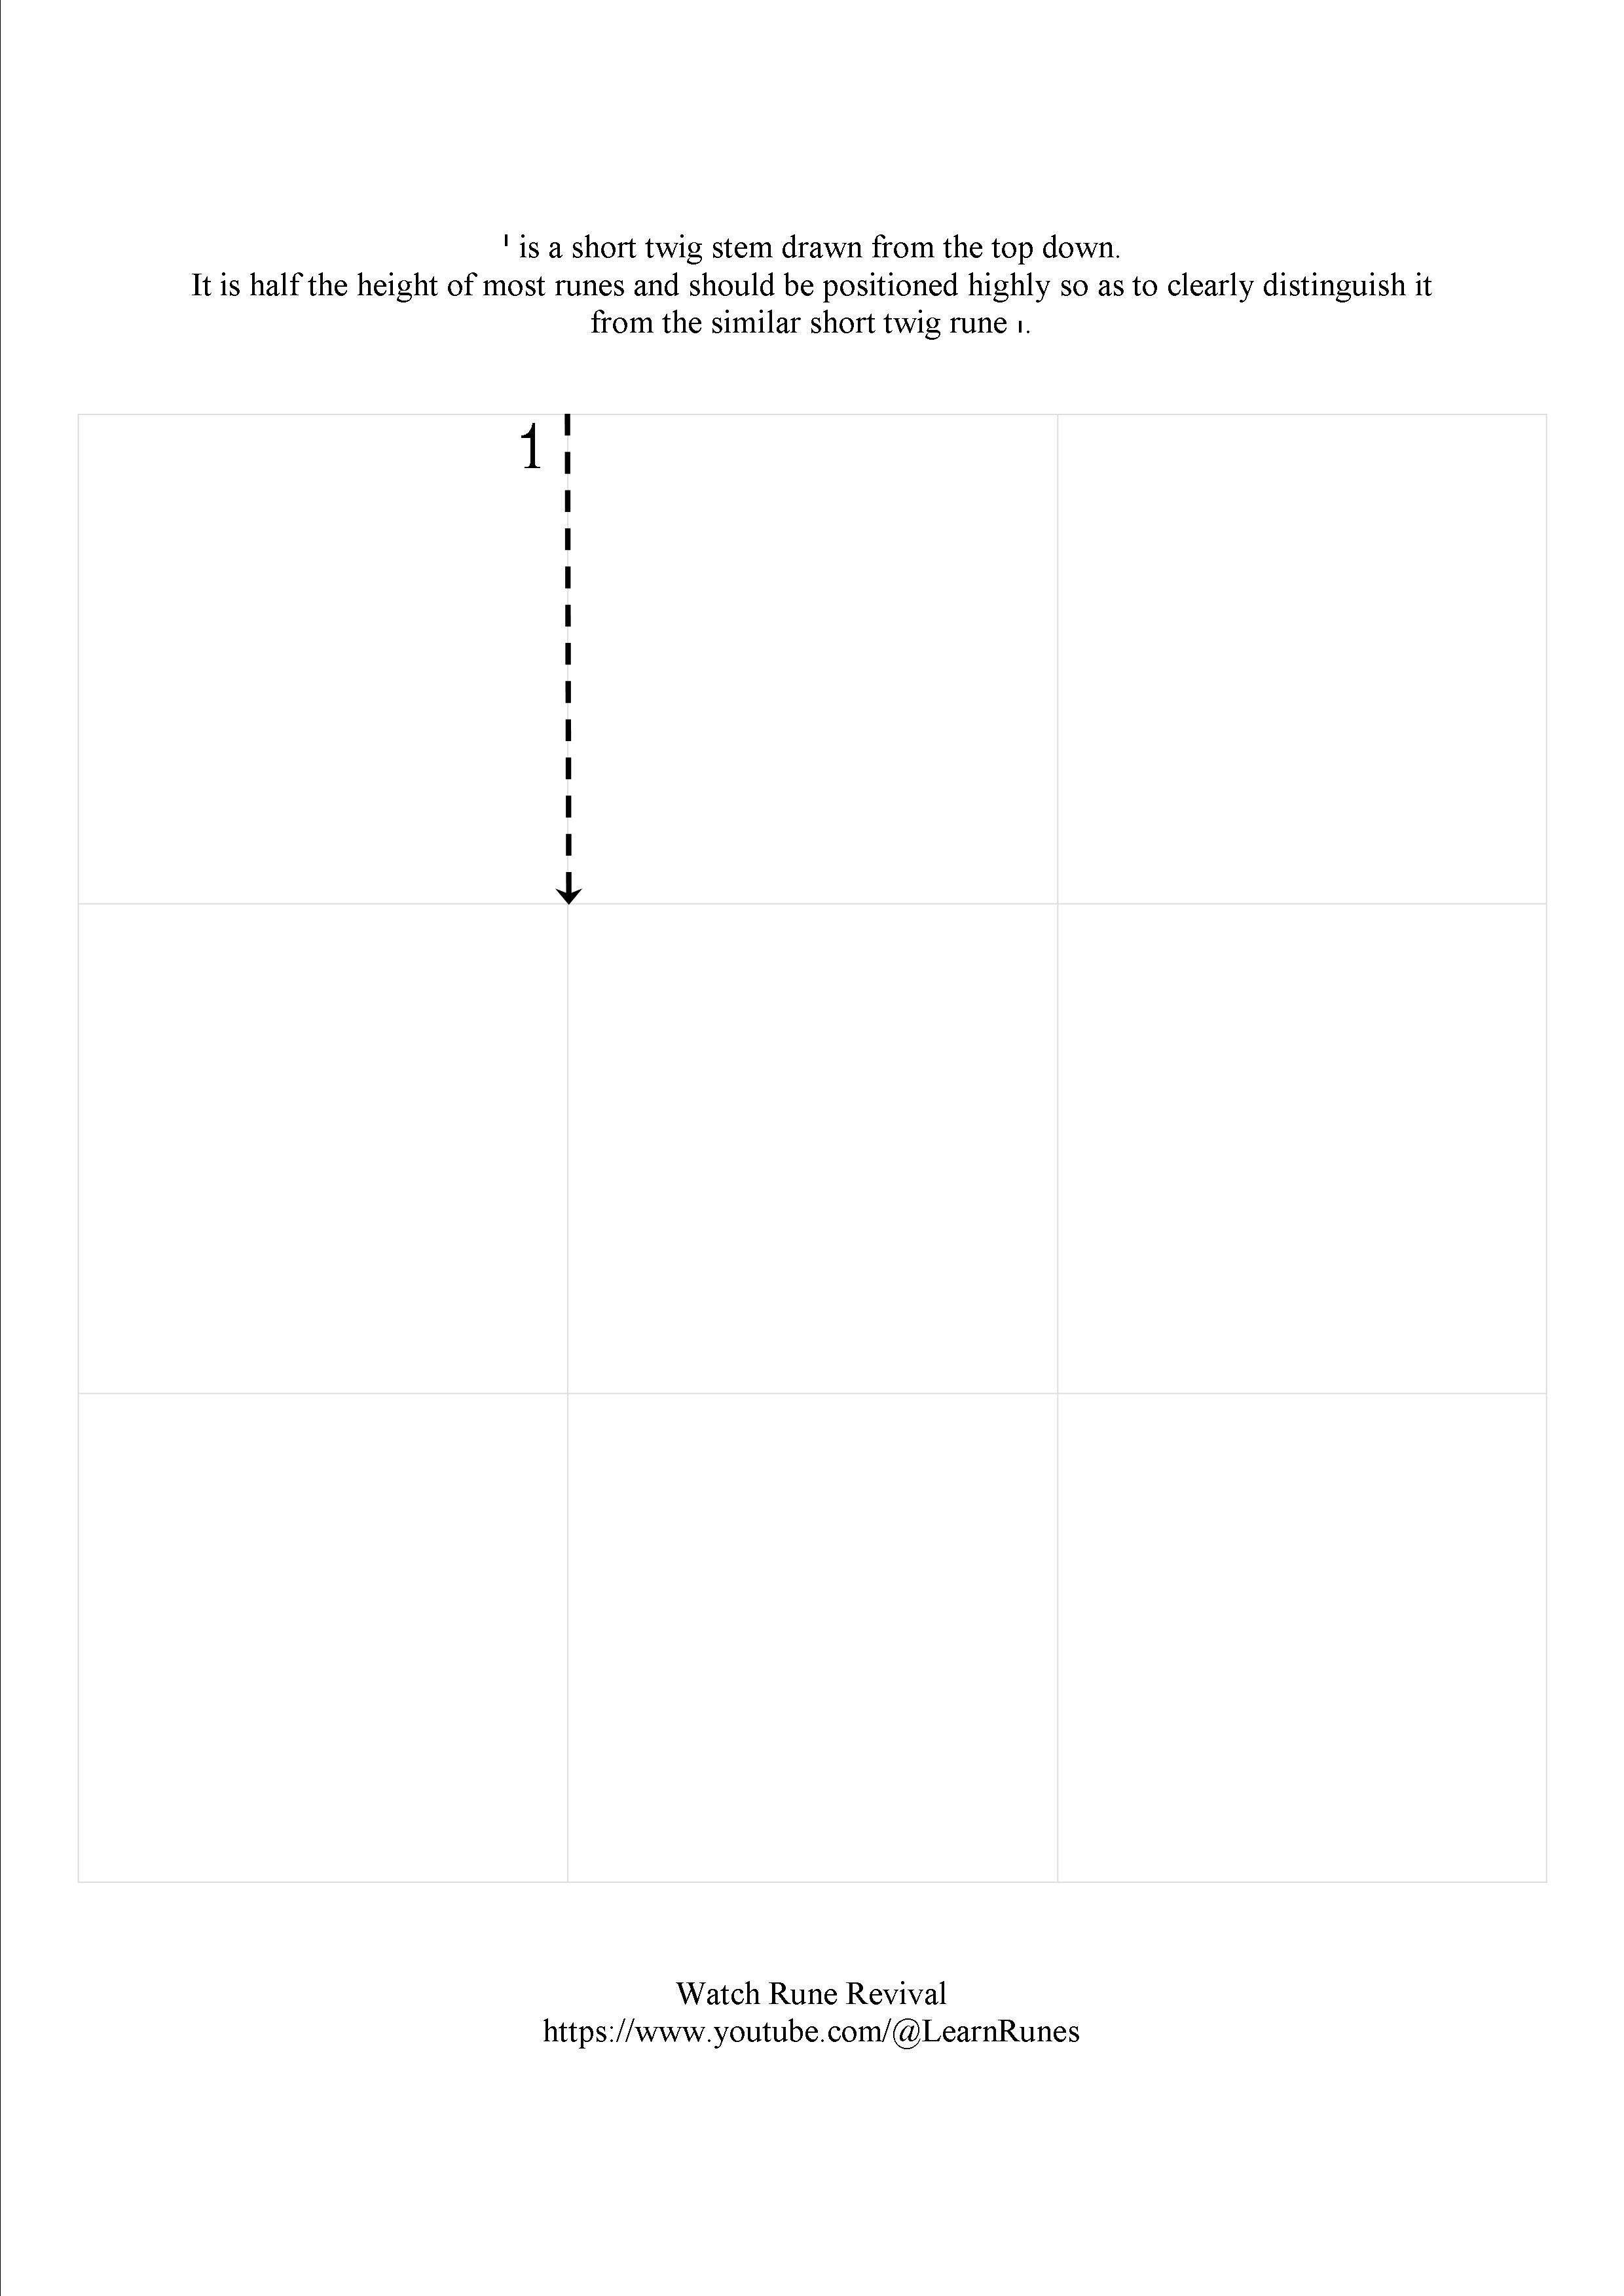 ᛌ is a short twig stem drawn from the top down.
It is half the height of most runes and should be positioned highly so as to clearly distinguish it
from the similar short twig rune ᛧ.
1
Watch Rune Revival
https://www.youtube.com/@LearnRunes